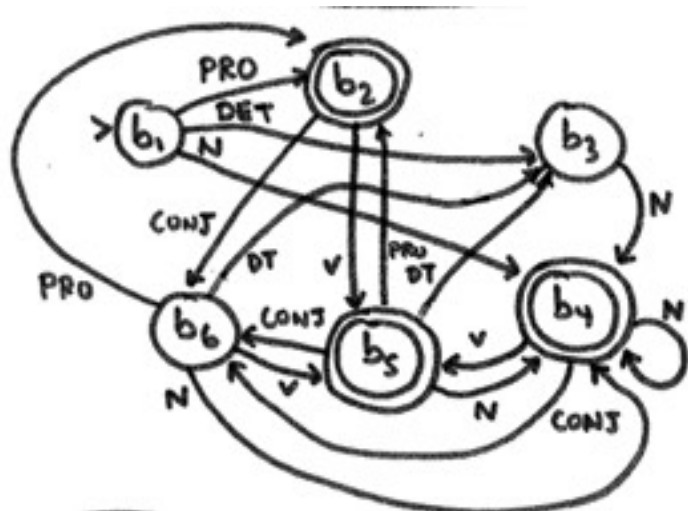 PRO
b2
> b1
DET
b3
N
N
CONJ
DT
V
PRO
DT
PRO
b6
CONJ
b5
V
b4
N
V
N
N
CONJ